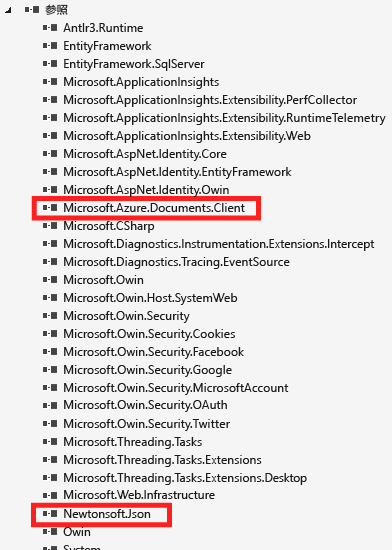 参照
Antlr3.Runtime
EntityFramework
EntityFramework.SqlServer
Microsoft.ApplicationInsights
Microsoft.ApplicationInsights.Extensibility.PerfCollector
Microsoft.ApplicationInsights.Extensibility.RuntimeTelemetry
Microsoft.ApplicationInsights.Extensibility.Web
Microsoft.AspNet.Identity.Core
Microsoft.AspNet.Identity.EntityFramework
Microsoft.AspNet.Identity.Owin
Microsoft.Azure.Documents.Client
Microsoft.CSharp
Microsoft.Diagnostics.Instrumentation.Extensions.Intercept
Microsoft.Diagnostics.Tracing.EventSource
Microsoft.Owin
Microsoft.Owin.Host.SystemWeb
Microsoft.Owin.Security
Microsoft.Owin.Security.Cookies
Microsoft.Owin.Security.Facebook
Microsoft.Owin.Security.Google
Microsoft.Owin.Security.MicrosoftAccount
Microsoft.Owin.Security.OAuth
Microsoft.Owin.Security.Twitter
Microsoft.Threading.Tasks
Microsoft.Threading.Tasks.Extensions
Microsoft.Threading.Tasks.Extensions.Desktop
Microsoft.Web.Infrastructure
Newtonsoft.Json
Owin
System